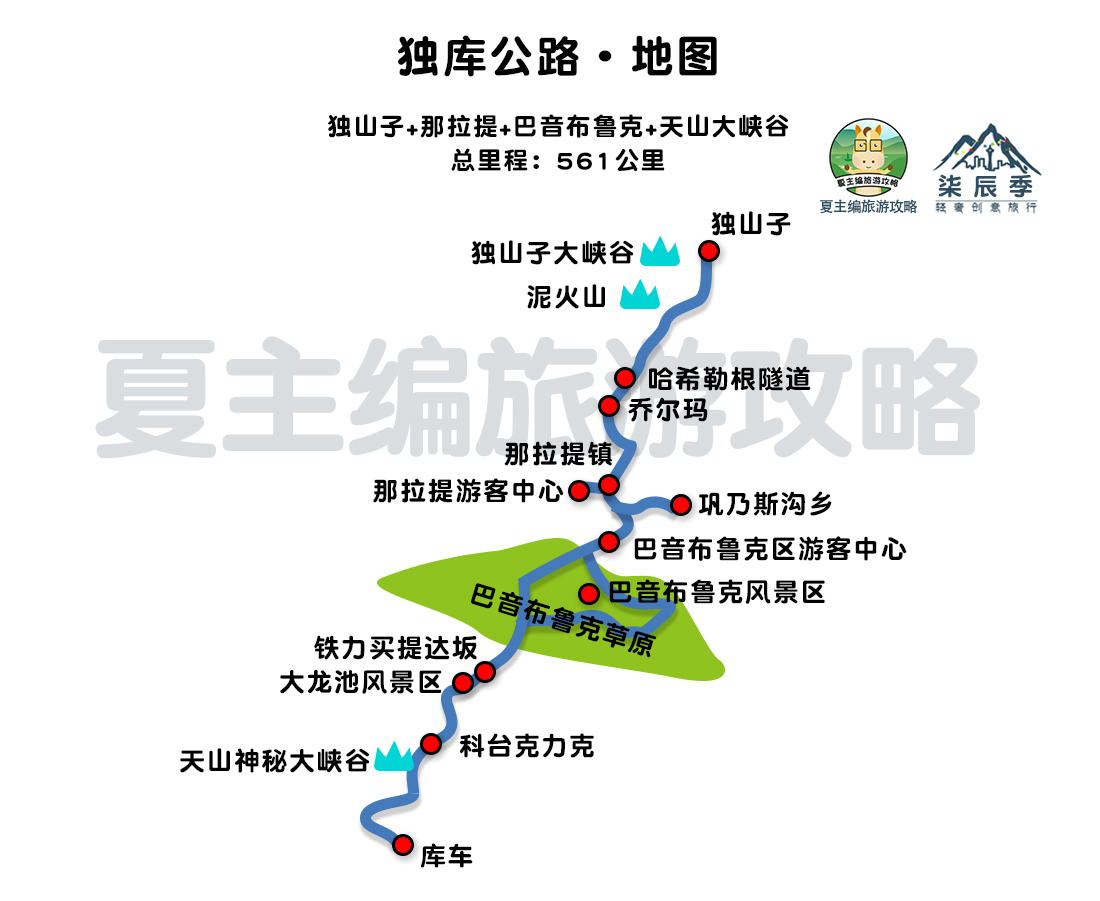 独库公路·地图
独山子+那拉提+巴音布鲁克+天山大峡谷
总里程：561公里
夏主编旅游攻略
夏主编旅游攻略
柒辰季
轻奢创意旅行
独山子
独山子大峡谷
泥火山
夏主编旅游攻略
哈希勒根隧道
乔尔玛
那拉提镇
那拉提游客中心
巩乃斯沟乡
巴音布鲁克区游客中心
巴音布鲁克风景区
巴音布鲁克草原
铁力买提达坂
大龙池风景区
科台克力克
天山神秘大峡谷
库车